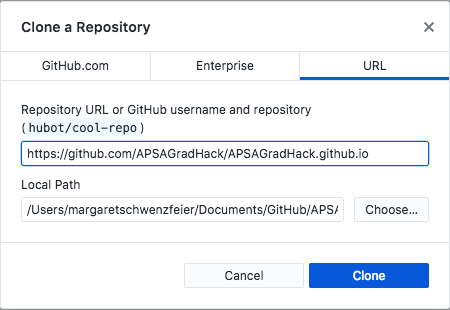 Clone a Repository
GitHub.com Enterprise URL
Repository URL or GitHub username and repository
(hubot/cool-repo)
https://github.com/APSAGradHack/APSAGradHack.github.io
Local Path
/Users/margaretschwenzfeier/Documents/GitHub/APSA Choose...
Cancel Clone